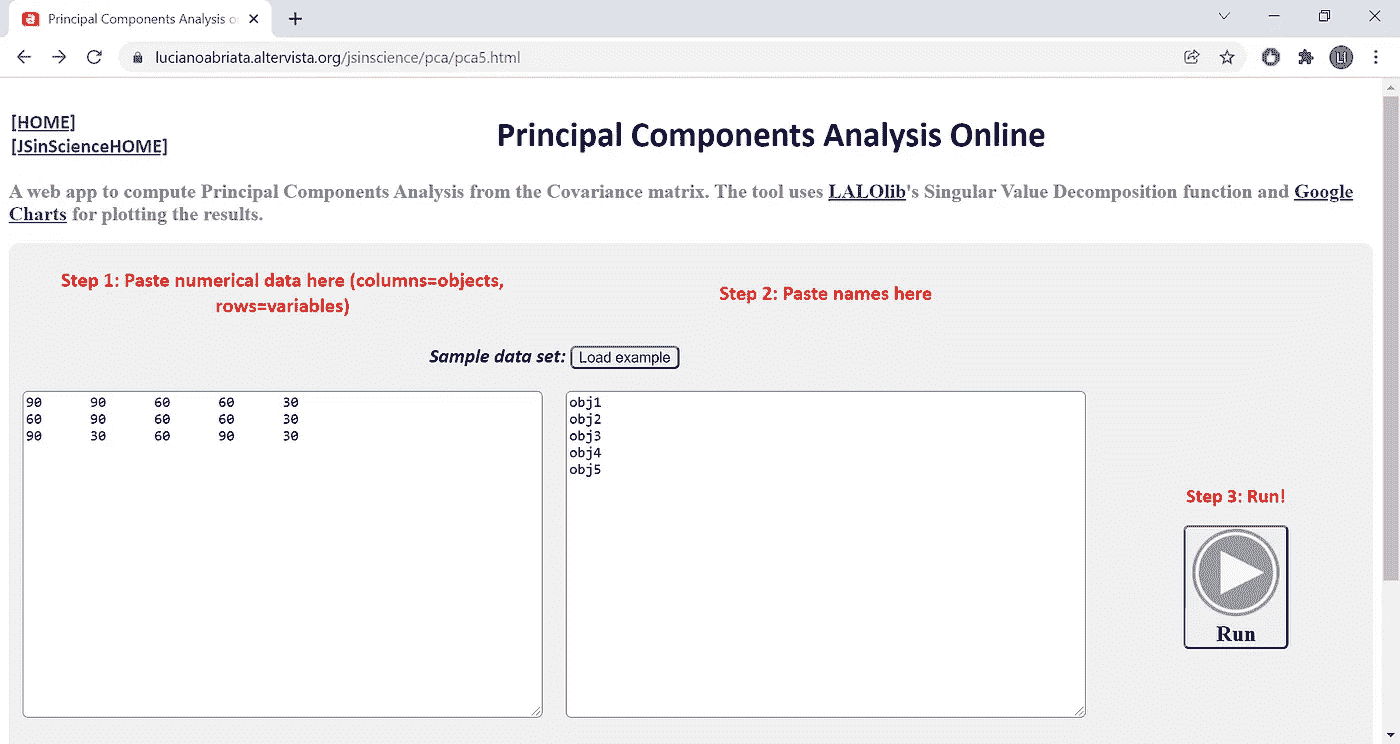 Principal Components Analysis o
lucianoabriata.altervista.org/jsinscience/pca/pca5.html
LI
[HOME]
[JSinScienceHOME]
Principal Components Analysis Online
A web app to compute Principal Components Analysis from the Covariance matrix. The tool uses LALOlib's Singular Value Decomposition function and Google
Charts for plotting the results.
Step 1: Paste numerical data here (columns=objects,
rows=variables)
Step 2: Paste names here
Sample data set: Load example
90 90 60 60 30
60 90 60 60 30
90 30 60 90 30
obj1
obj2
obj3
obj4
obj5
Step 3: Run!
Run